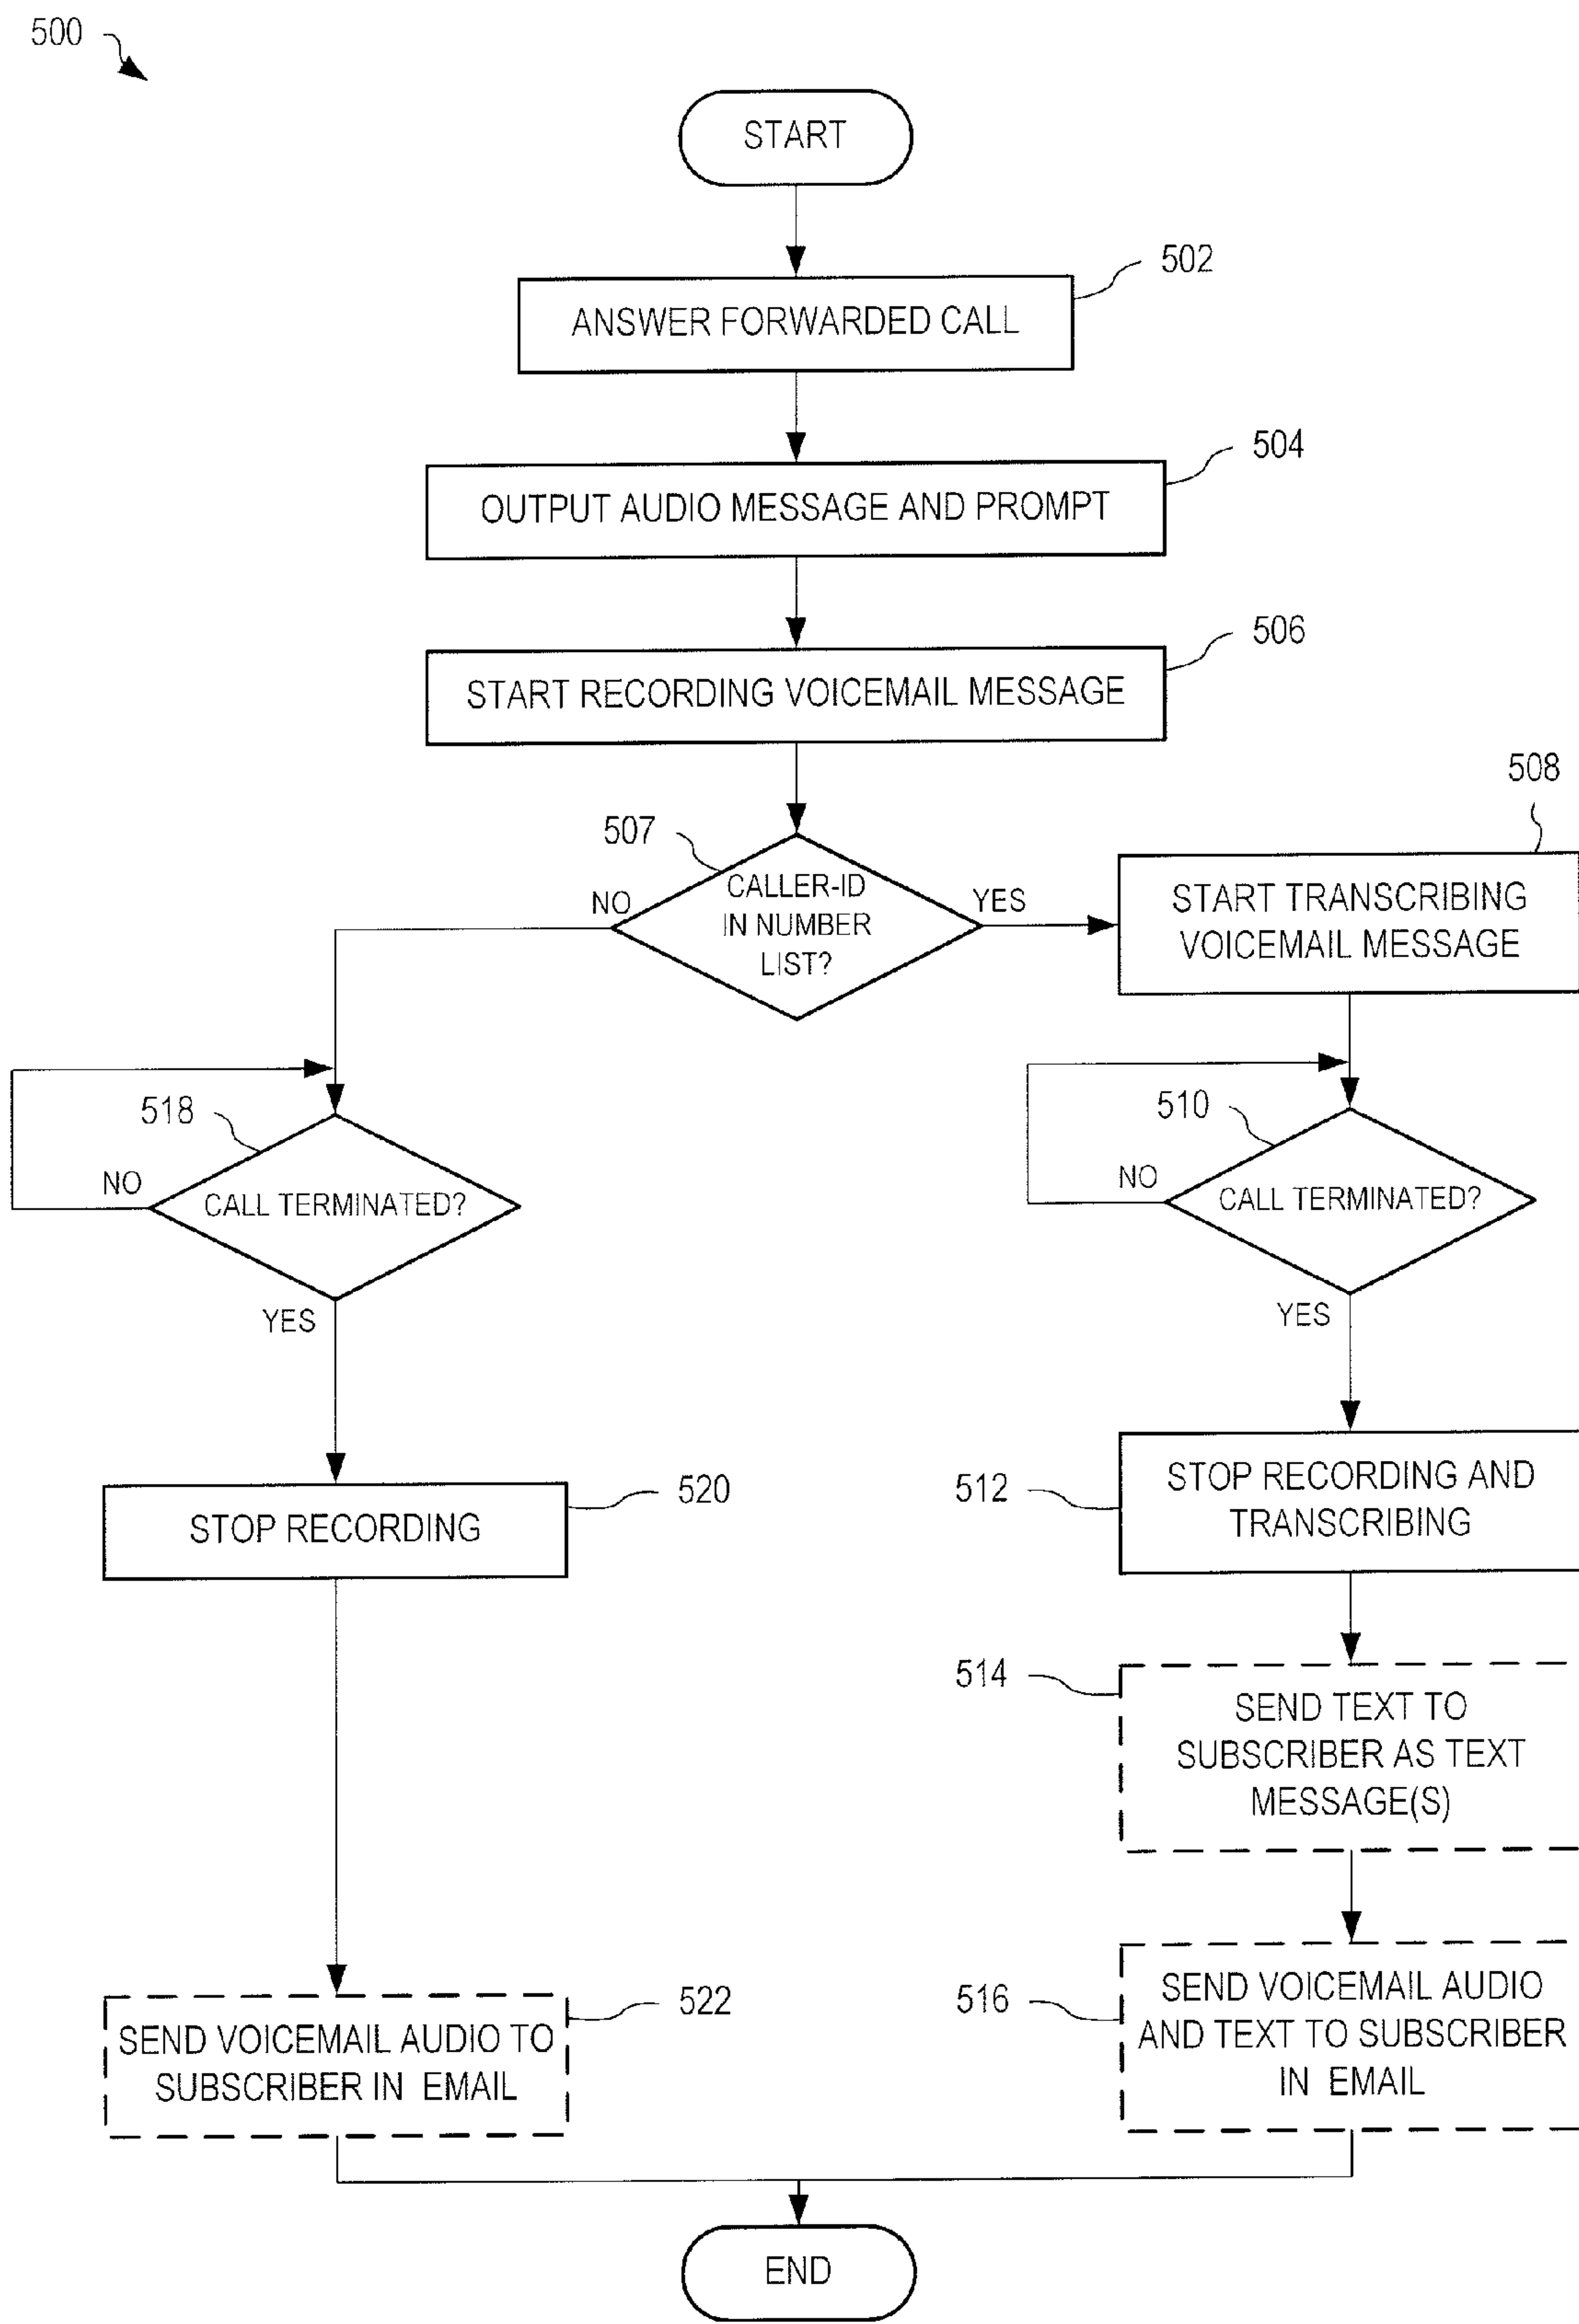 500
START
502
ANSWER FORWARDED CALL
504
OUTPUT AUDIO MESSAGE AND PROMPT
506
START RECORDING VOICEMAIL MESSAGE
507
CALLER-ID
IN NUMBER
LIST?
NO
YES
508
START TRANSCRIBING
VOICEMAIL MESSAGE
518
CALL TERMINATED?
NO
YES
510
CALL TERMINATED?
NO
YES
520
STOP RECORDING
512
STOP RECORDING AND
TRANSCRIBING
514
SEND TEXT TO
SUBSCRIBER AS TEXT
MESSAGE(S)
522
SEND VOICEMAIL AUDIO TO
SUBSCRIBER IN EMAIL
516
SEND VOICEMAIL AUDIO
AND TEXT TO SUBSCRIBER
IN EMAIL
END